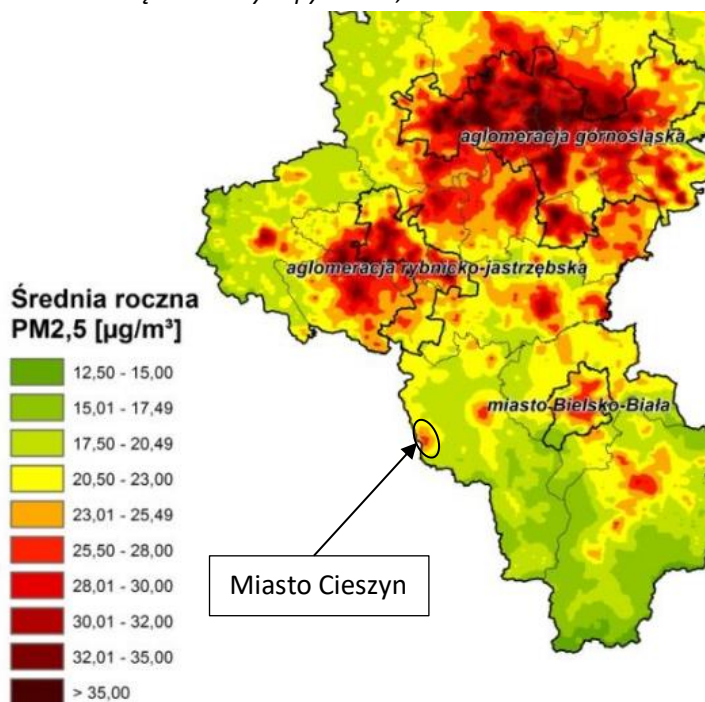 aglomeracja górnośląska
aglomeracja rybnicko-jastrzębska
Średnia roczna
PM2,5 [µg/m³]
12,50 - 15,00
15,01 - 17,49
17,50 - 20,49
20,50 - 23,00
23,01 - 25,49
25,50 - 28,00
28,01 - 30,00
30,01 - 32,00
32,01 - 35,00
> 35,00
miasto Bielsko-Biała
Miasto Cieszyn